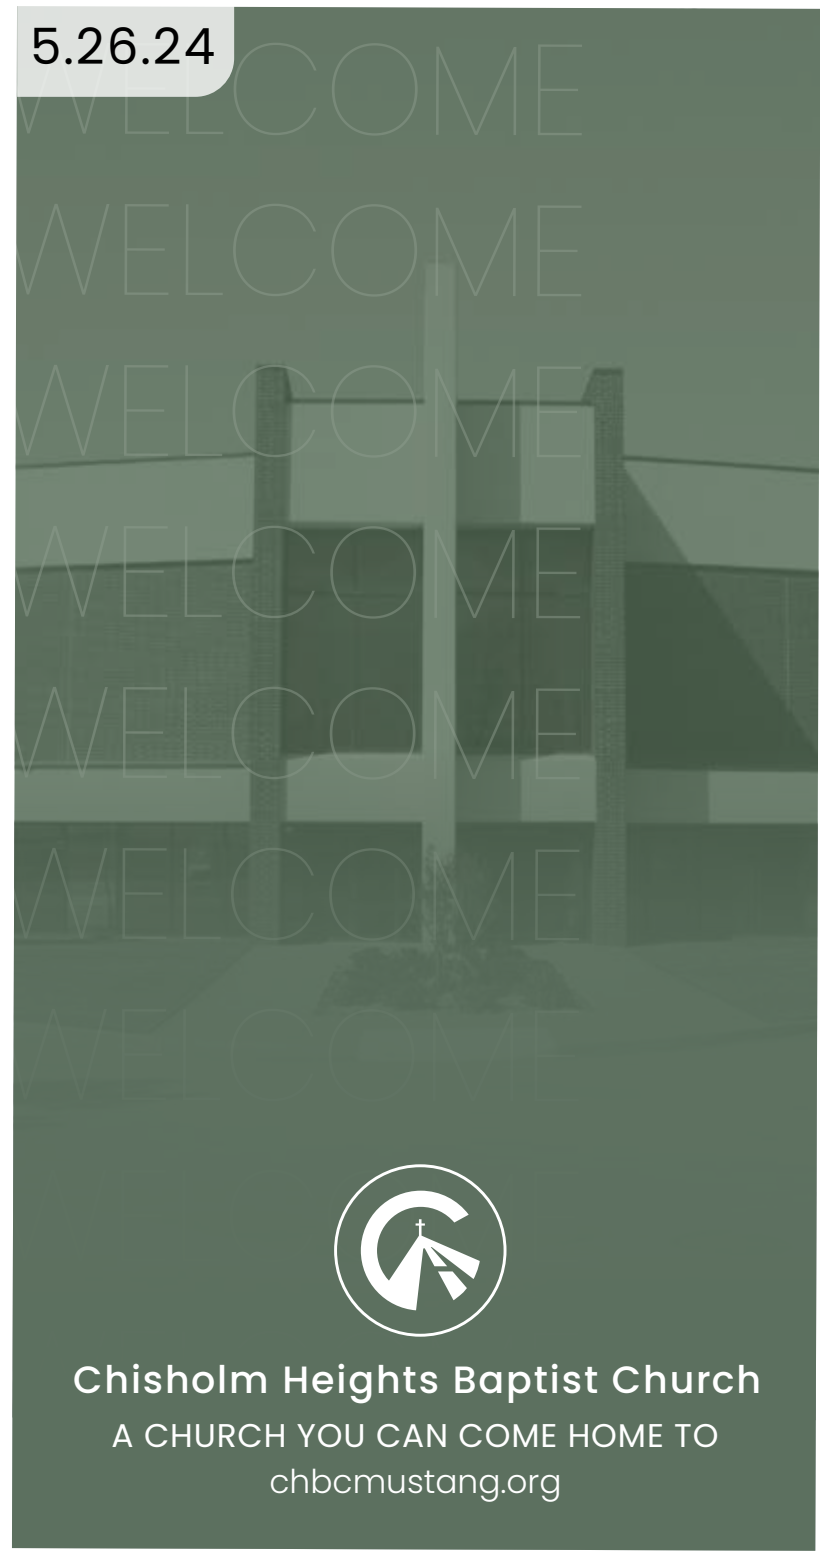 5.26.24
WELCOME
WELCOME
WELCOME
WELCOME
WELCOME
WELCOME
WELCOME
Chisholm Heights Baptist Church
A CHURCH YOU CAN COME HOME TO
chbcmustang.org